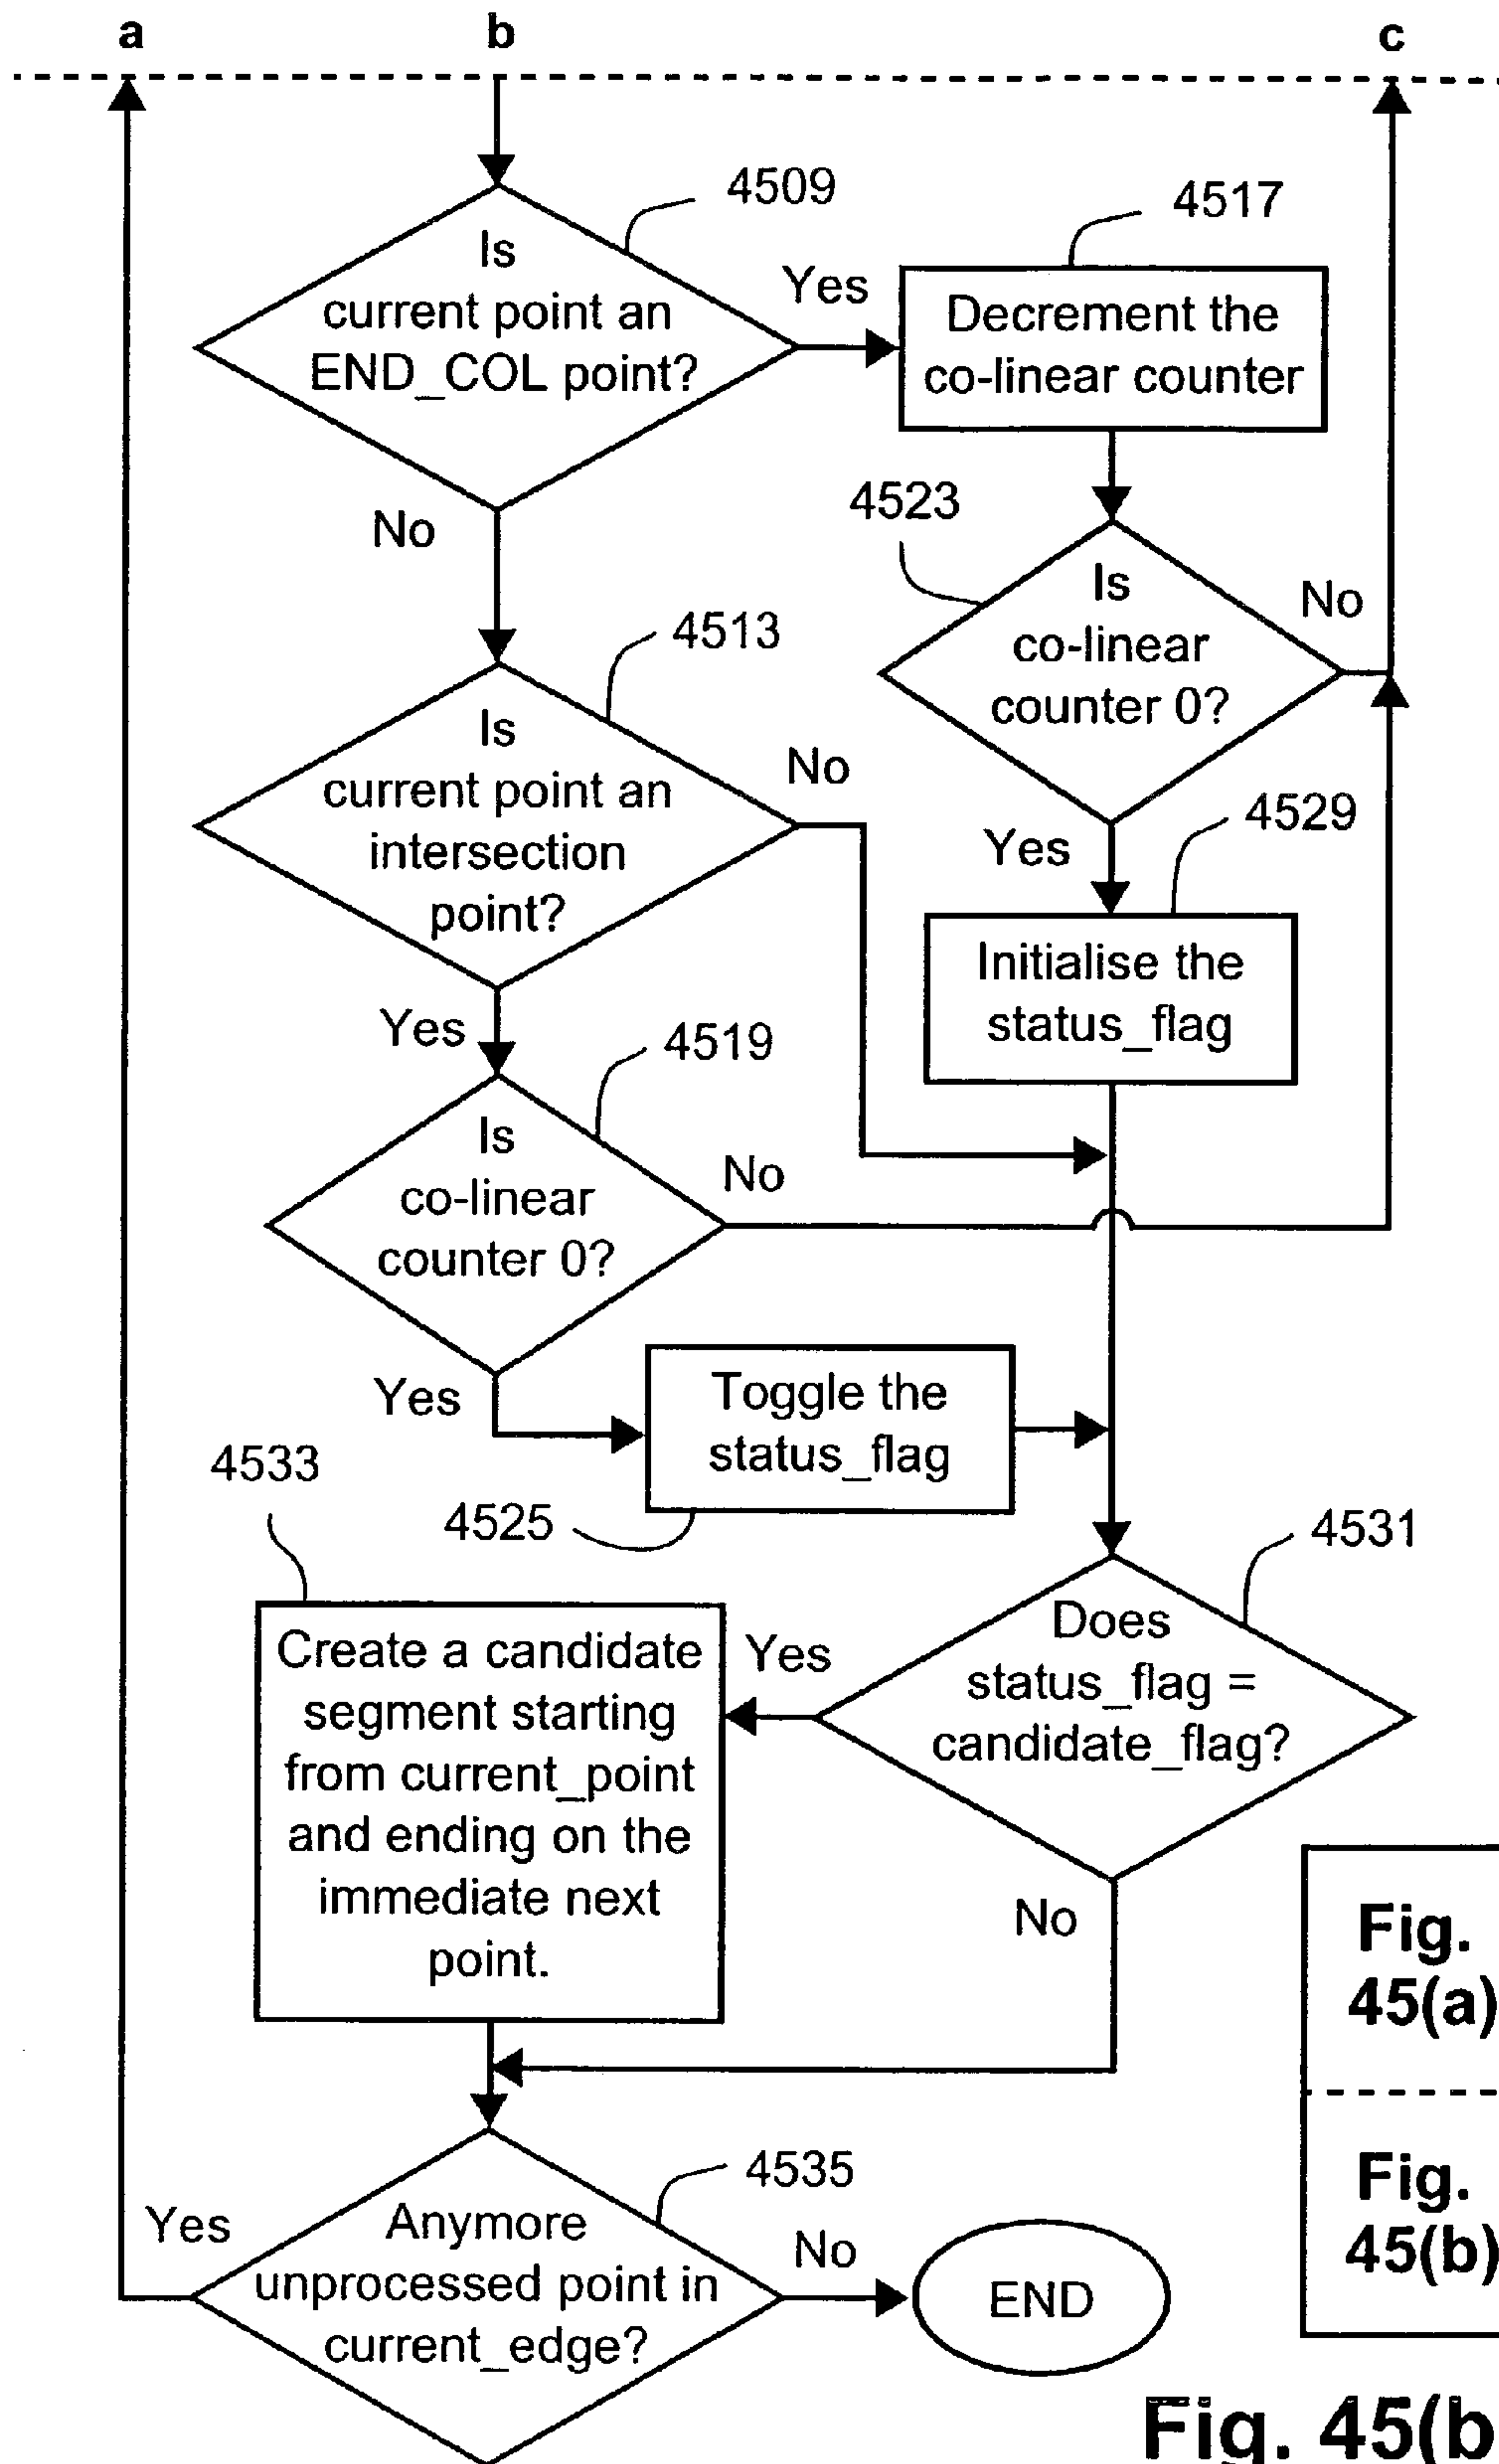 a
b
c
4509
4517
Is
current point an
END_COL point?
Yes
Decrement the
co-linear counter
No
4523
Is
co-linear
counter 0?
No
4513
Is
current point an
intersection
point?
No
Yes
4529
Initialise the
status_flag
Yes
4519
Is
co-linear
counter 0?
No
Yes
Toggle the
status_flag
4525
4533
4531
Does
status_flag =
candidate_flag?
Yes
Create a candidate
segment starting
from current_point
and ending on the
immediate next
point.
No
Fig.
45(a)
Fig.
45(b)
4535
Anymore
unprocessed point in
current_edge?
Yes
No
END
Fig. 45(b